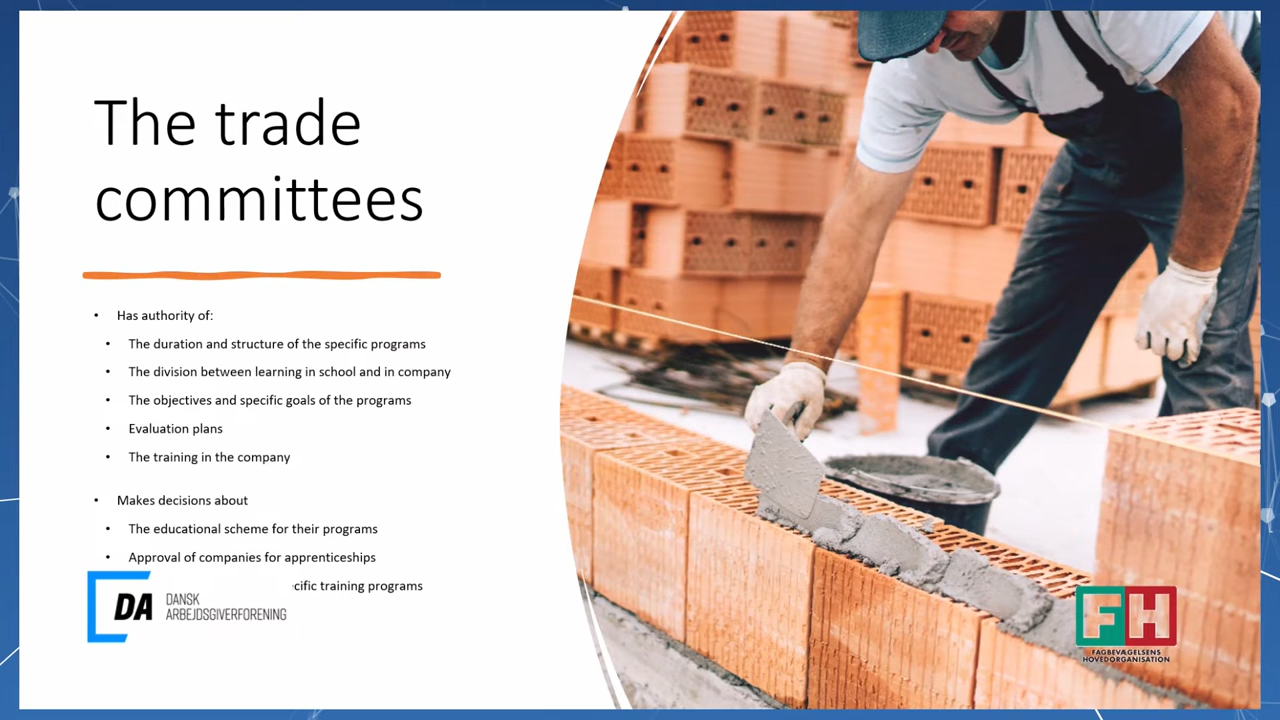 The trade
committees
• Has authority of:
• The duration and structure of the specific programs
• The division between learning in school and in company
• The objectives and specific goals of the programs
• Evaluation plans
• The training in the company
• Makes decisions about
• The educational scheme for their programs
• Approval of companies for apprenticeships
training programs
DA DANSK
ARBEJDSGIVERFORENING
FH
FAGBEVÆGELSENS
HOVEDORGANISATION